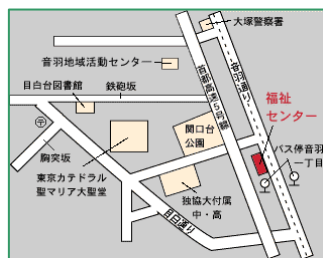 大塚警察署
音羽地域活動センター
目白台図書館
鉄砲坂
首都高速5号線
音羽通り
福祉
センター
関口台
公園
バス停音羽
一丁目
胸突坂
東京カテドラル
聖マリア大聖堂
独協大付属
中・高
目白通り